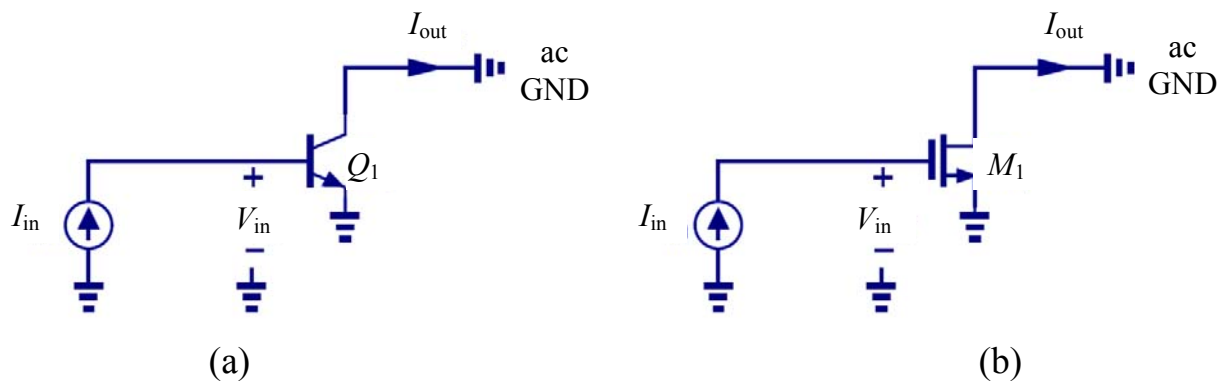 I_out
ac
GND
Q_1
+
I_in
V_in
−
(a)
I_out
ac
GND
M_1
+
I_in
V_in
−
(b)